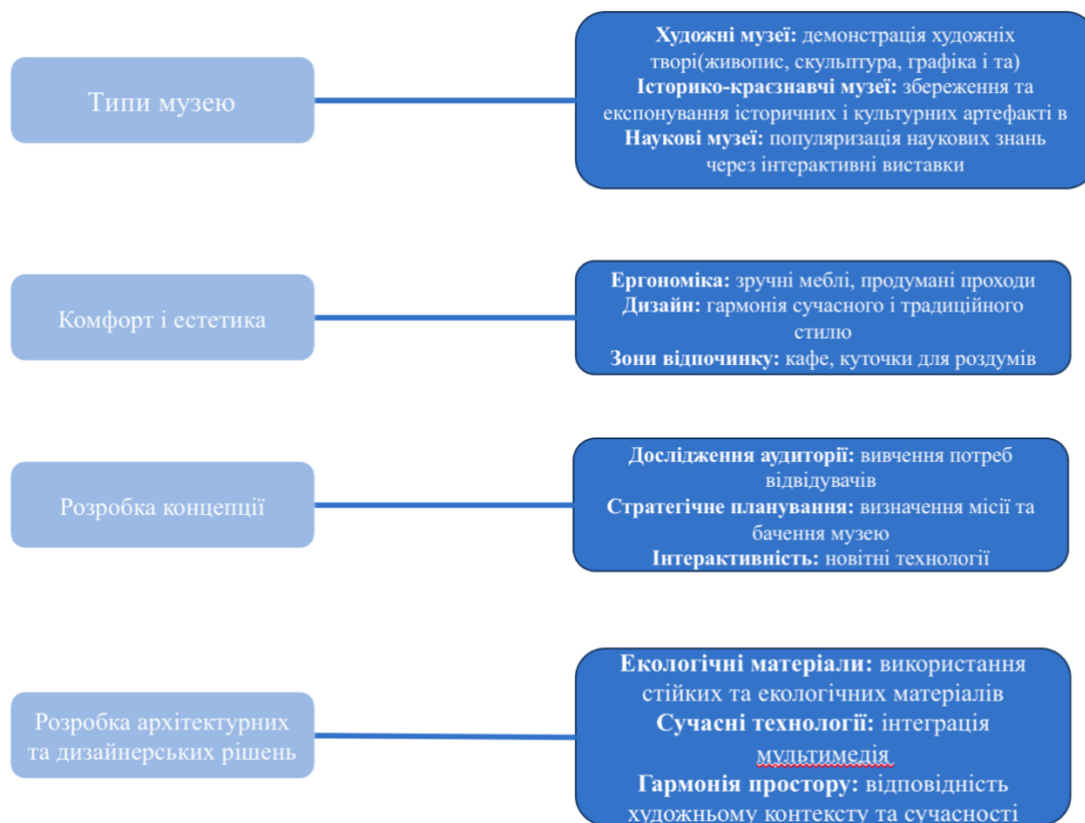 Типи музею
Художні музеї: демонстрація художніх
творі(живопис, скульптура, графіка і та)
Історико-краєзнавчі музеї: збереження та
експонування історичних і культурних артефакті в
Наукові музеї: популяризація наукових знань
через інтерактивні виставки
Комфорт і естетика
Ергономіка: зручні меблі, продумані проходи
Дизайн: гармонія сучасного і традиційного
стилю
Зони відпочинку: кафе, куточки для роздумів
Розробка концепції
Дослідження аудиторії: вивчення потреб
відвідувачів
Стратегічне планування: визначення місії та
бачення музею
Інтерактивність: новітні технології
Розробка архітектурних
та дизайнерських рішень
Екологічні матеріали: використання
стійких та екологічних матеріалів
Сучасні технології: інтеграція
мультимедія
Гармонія простору: відповідність
художньому контексту та сучасності